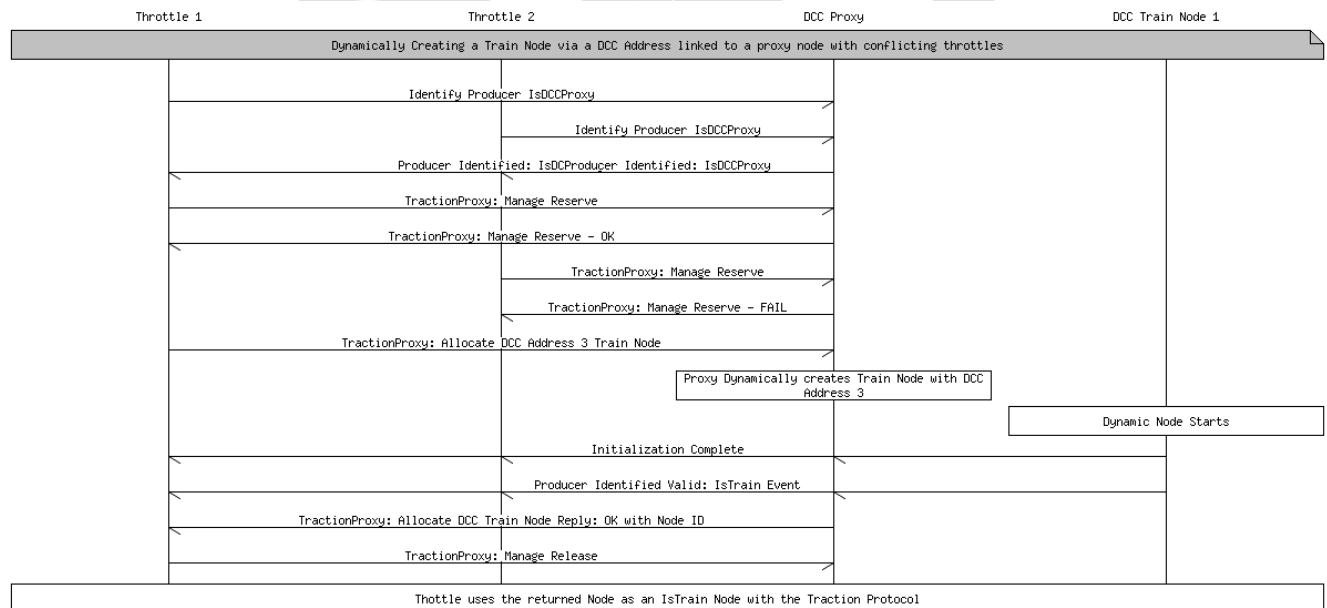 Throttle 1 Throttle 2 DCC Proxy DCC Train Node 1
Dynamically Creating a Train Node via a DCC Address linked to a proxy node with conflicting throttles
Identify Producer IsDCCProxy
Identify Producer IsDCCProxy
Producer Identified: IsDCProducer Identified: IsDCCProxy
TractionProxy: Manage Reserve
TractionProxy: Manage Reserve - OK
TractionProxy: Manage Reserve
TractionProxy: Manage Reserve - FAIL
TractionProxy: Allocate DCC Address 3 Train Node
Proxy Dynamically creates Train Node with DCC
Address 3
Dynamic Node Starts
Initialization Complete
Producer Identified Valid: IsTrain Event
TractionProxy: Allocate DCC Train Node Reply: OK with Node ID
TractionProxy: Manage Release
Thottle uses the returned Node as an IsTrain Node with the Traction Protocol